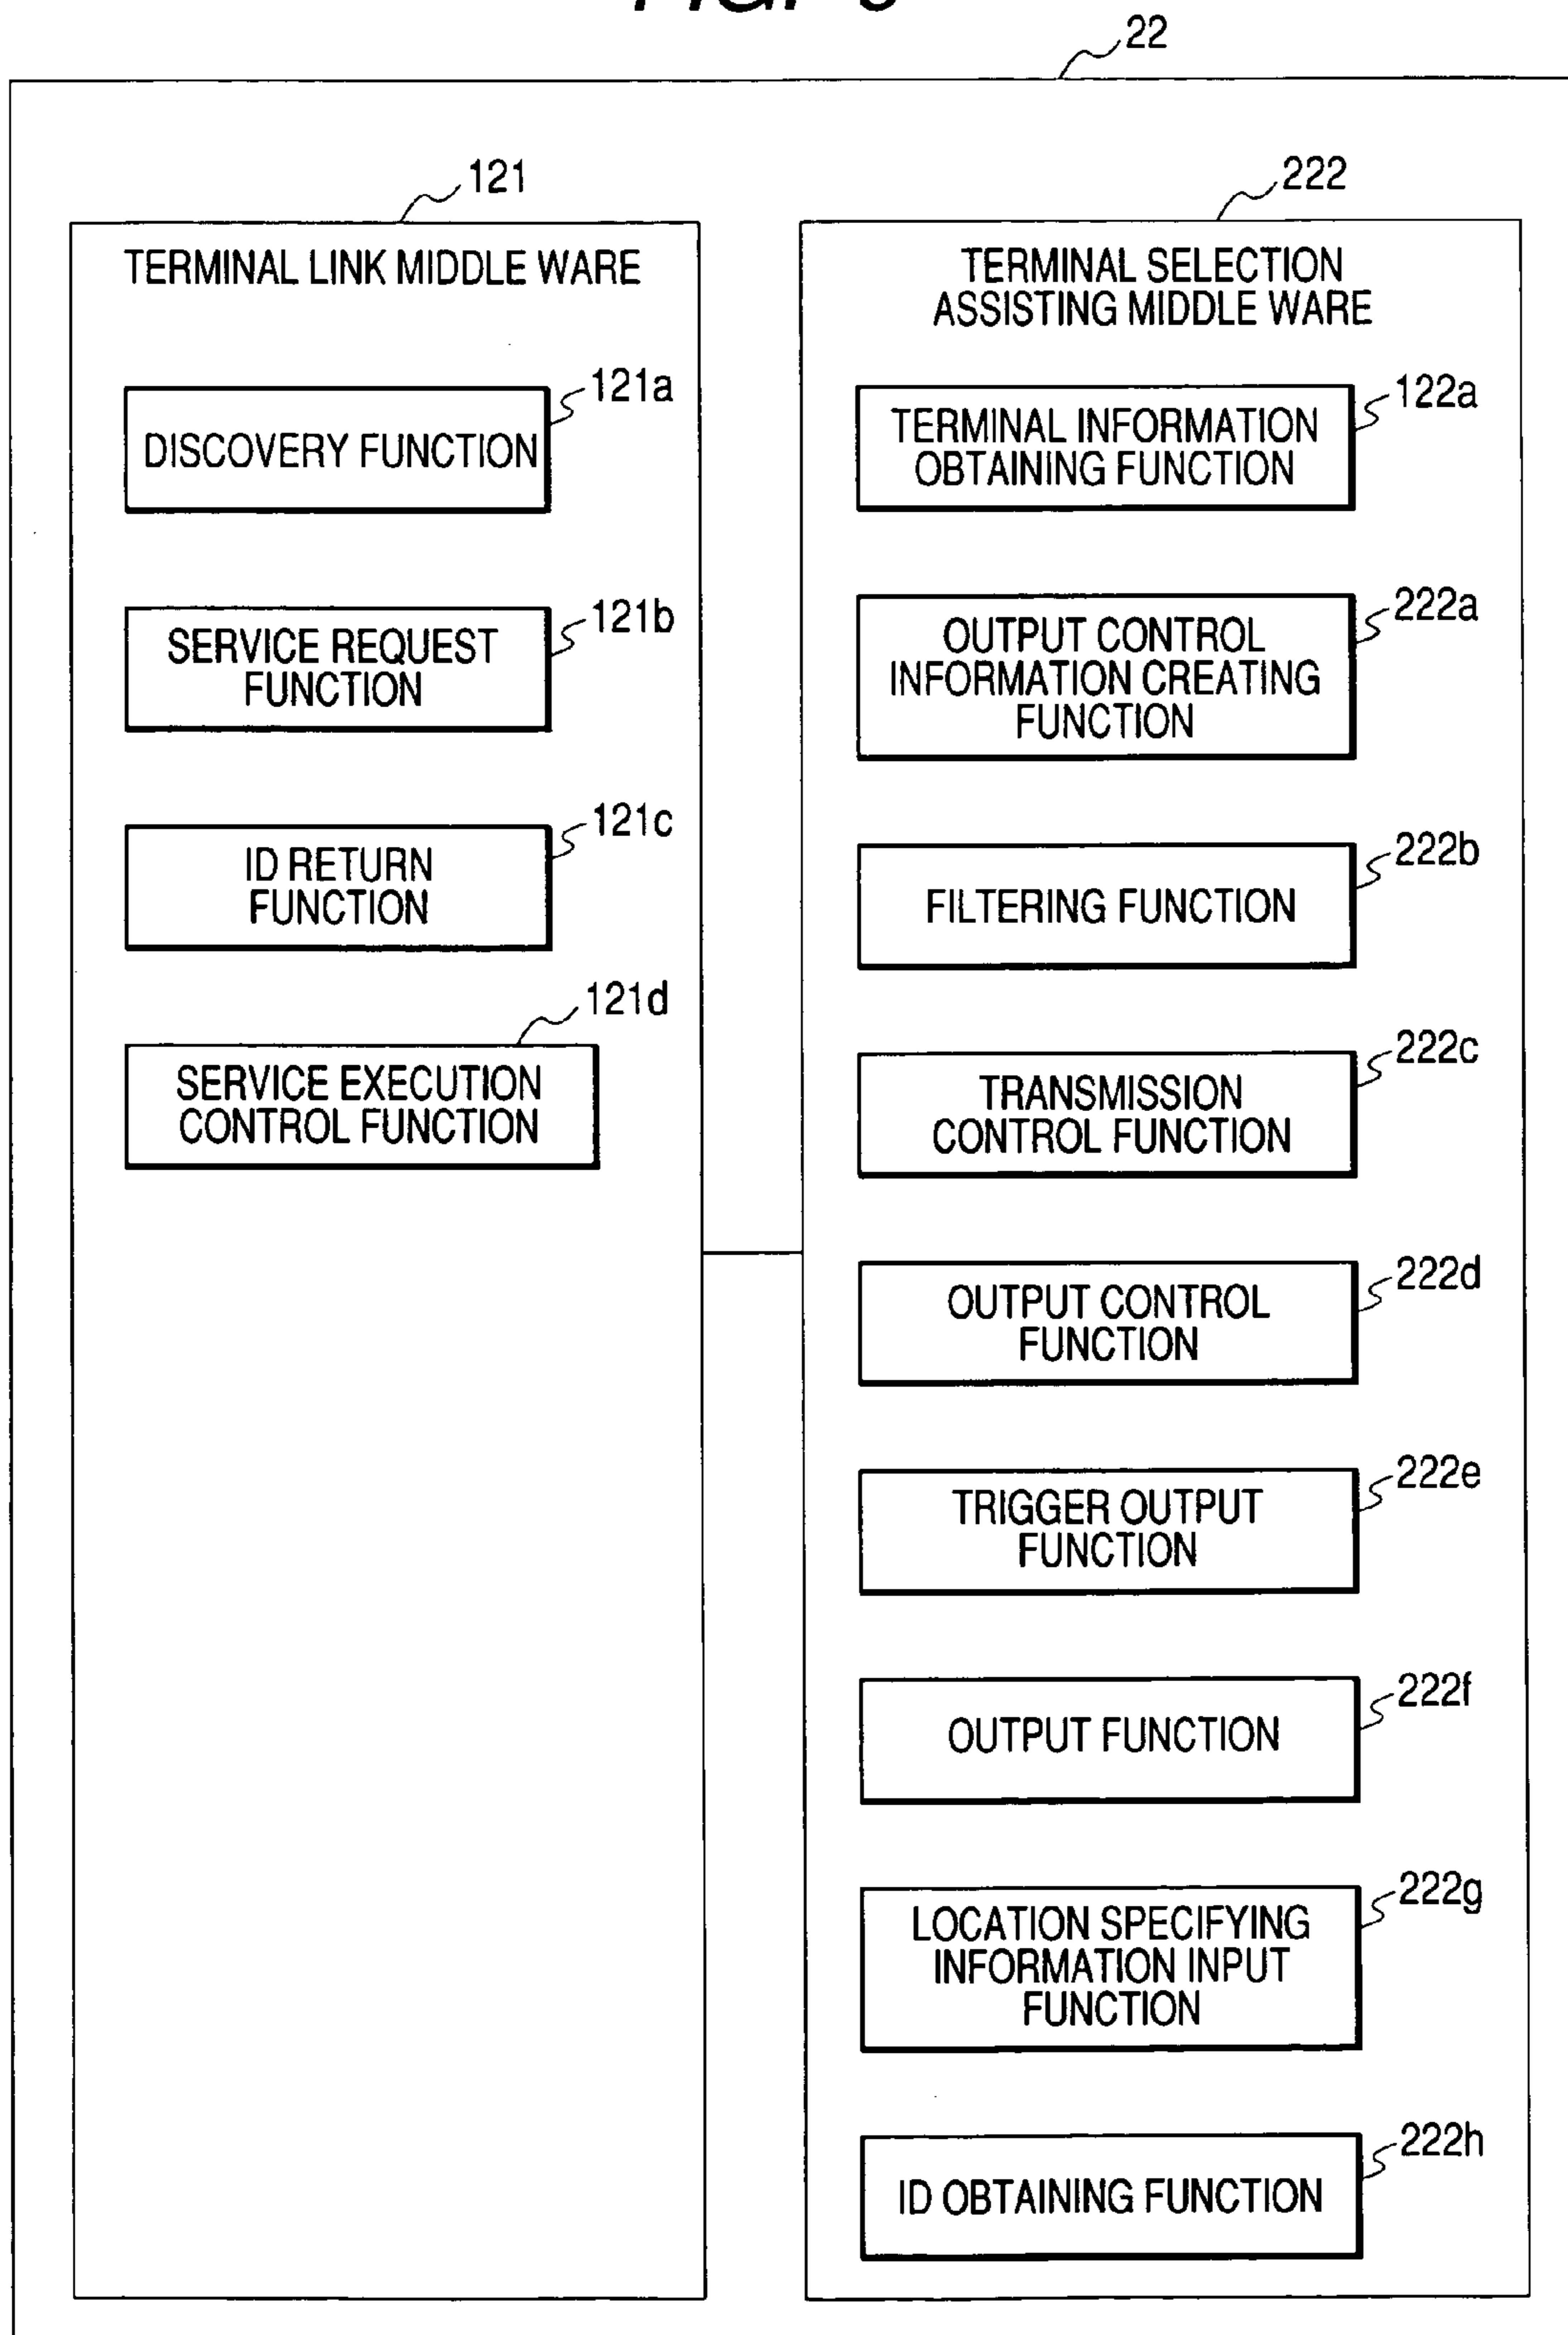 22
121
TERMINAL LINK MIDDLE WARE
121a
DISCOVERY FUNCTION
121b
SERVICE REQUEST
FUNCTION
121c
ID RETURN
FUNCTION
121d
SERVICE EXECUTION
CONTROL FUNCTION
222
TERMINAL SELECTION
ASSISTING MIDDLE WARE
122a
TERMINAL INFORMATION
OBTAINING FUNCTION
222a
OUTPUT CONTROL
INFORMATION CREATING
FUNCTION
222b
FILTERING FUNCTION
222c
TRANSMISSION
CONTROL FUNCTION
222d
OUTPUT CONTROL
FUNCTION
222e
TRIGGER OUTPUT
FUNCTION
222f
OUTPUT FUNCTION
222g
LOCATION SPECIFYING
INFORMATION INPUT
FUNCTION
222h
ID OBTAINING FUNCTION